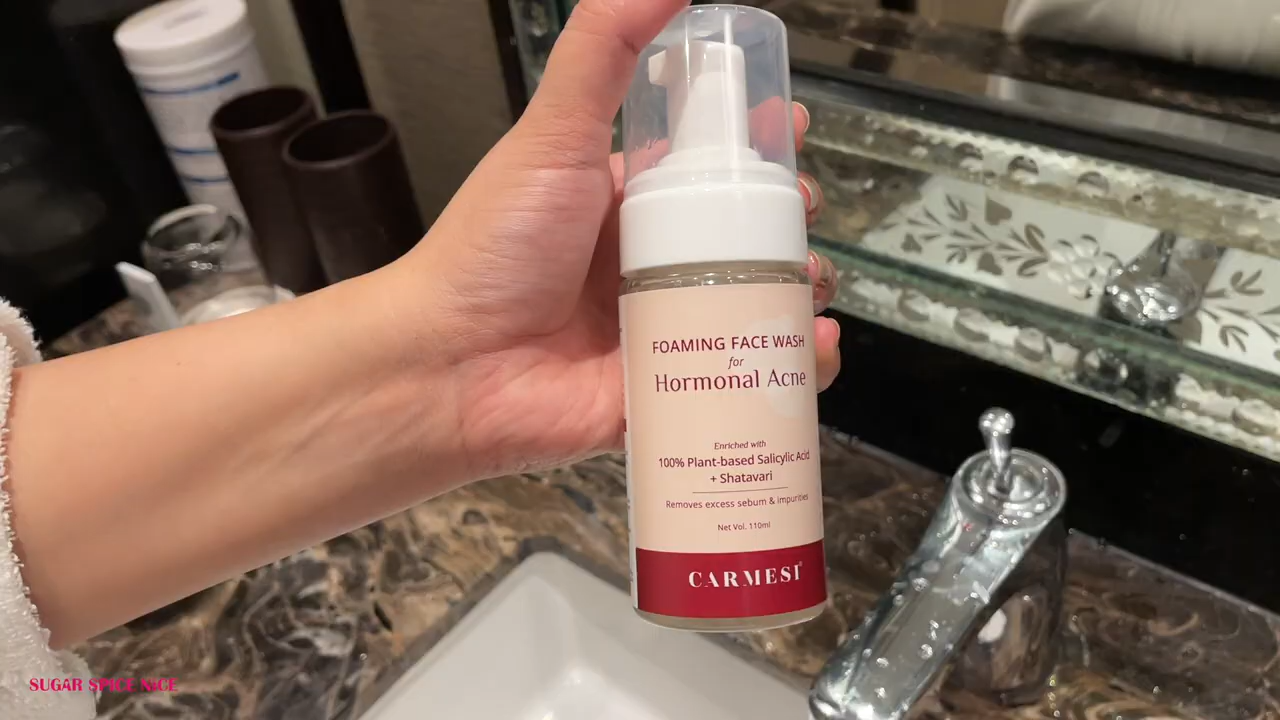 FOAMING FACE WASH
for
Hormonal Acne
Enriched with
100% Plant-based Salicylic Acid
+ Shatavari
Removes excess sebum & impurities
Net Vol. 110ml
CARMESI
SUGAR SPICE NICE